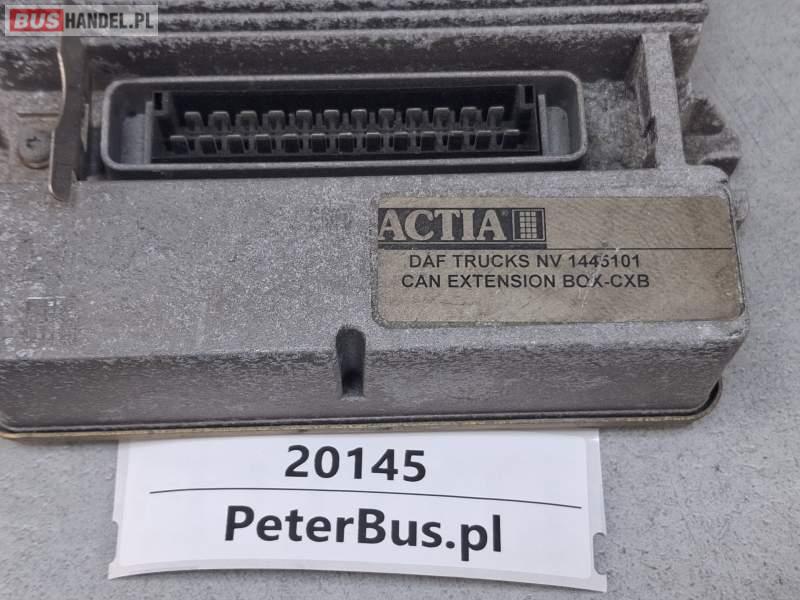 BUSHANDEL.PL
ACTIA
DAF TRUCKS NV 1445101
CAN EXTENSION BOX-CXB
20145
PeterBus.pl